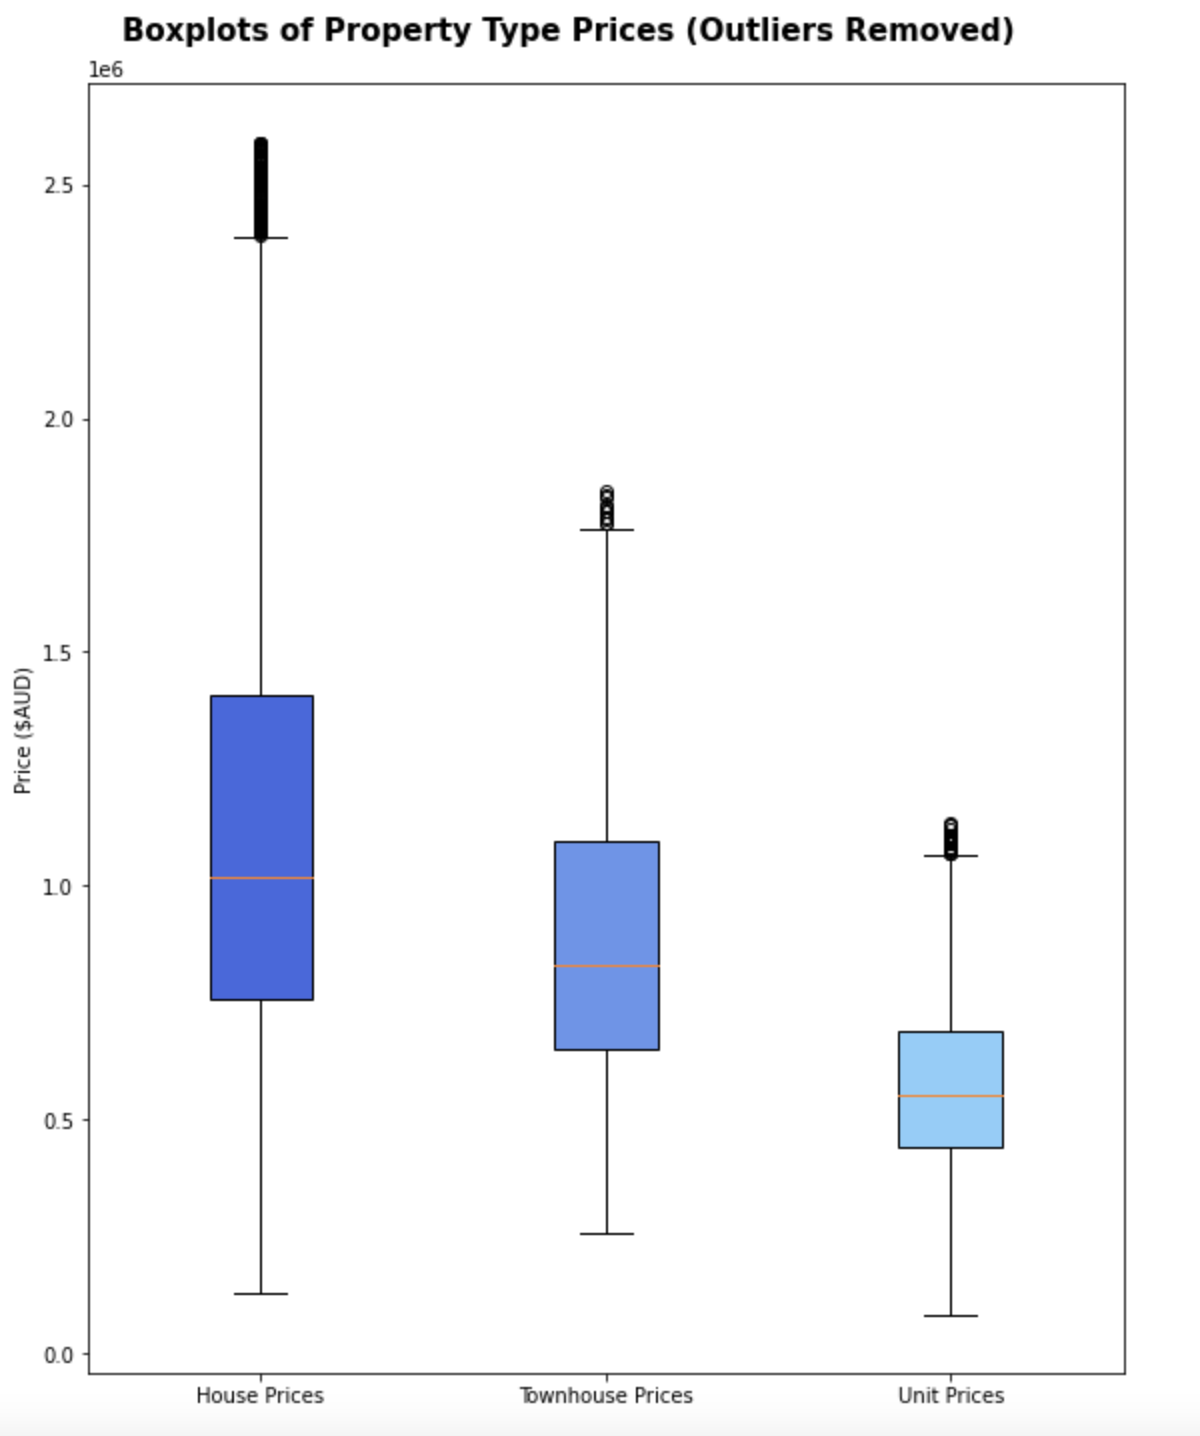 Boxplots of Property Type Prices (Outliers Removed)
1e6
2.5
2.0
1.5
1.0
0.5
0.0
Price ($AUD)
House Prices
Townhouse Prices
Unit Prices